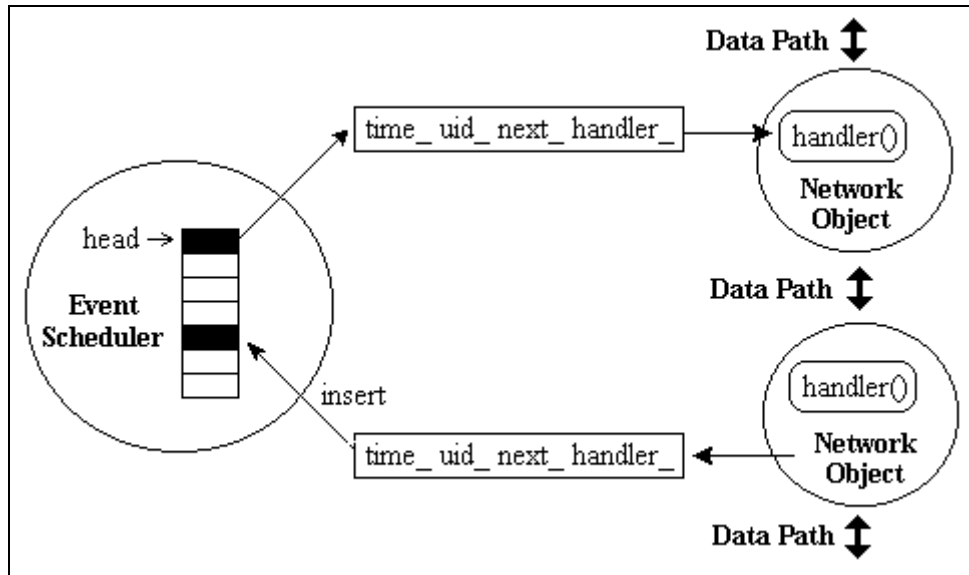 Data Path
time_ uid_ next_ handler_
handler()
Network
Object
head
Event
Scheduler
Data Path
insert
handler()
time_ uid_ next_ handler_
Network
Object
Data Path